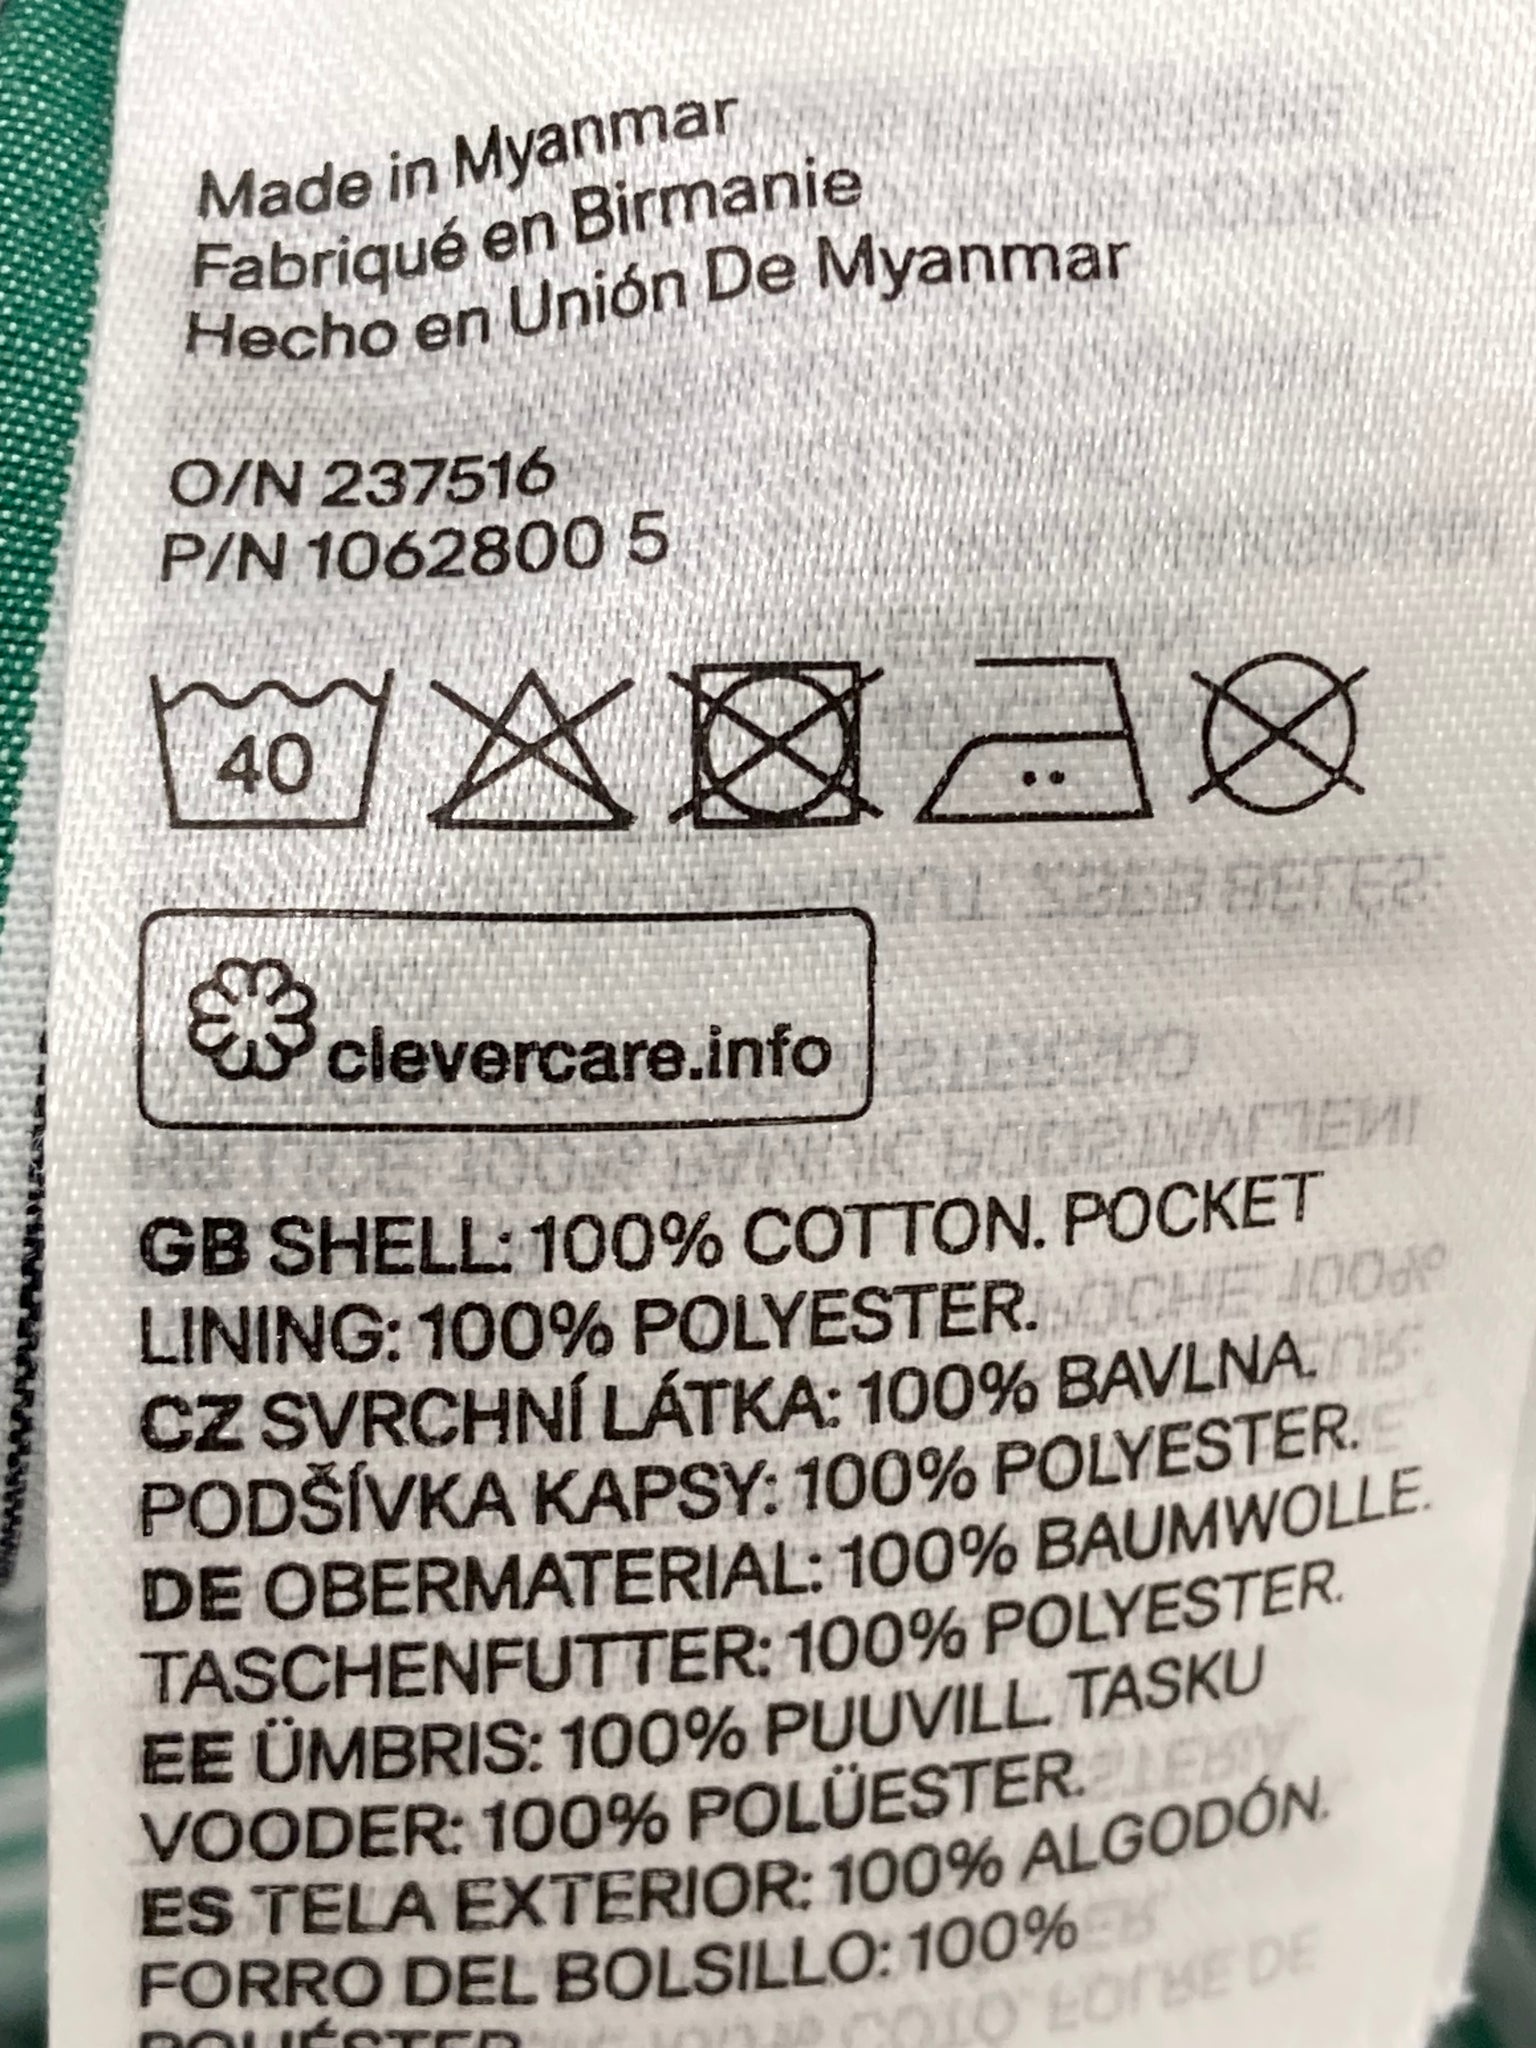 Made in Myanmar
Fabriqué en Birmanie
Hecho en Unión De Myanmar
O/N 237516
P/N 1062800 5
40
clevercare.info
GB SHELL: 100% COTTON. POCKET
LINING: 100% POLYESTER.
CZ SVRCHNÍ LÁTKA: 100% BAVLNA.
PODŠÍVKA KAPSY: 100% POLYESTER.
DE OBERMATERIAL: 100% BAUMWOLLE.
TASCHENFUTTER: 100% POLYESTER.
EE ÜMBRIS: 100% PUUVILL. TASKU
VOODER: 100% POLÜESTER.
ES TELA EXTERIOR: 100% ALGODÓN.
FORRO DEL BOLSILLO: 100%
POLIÉSTER